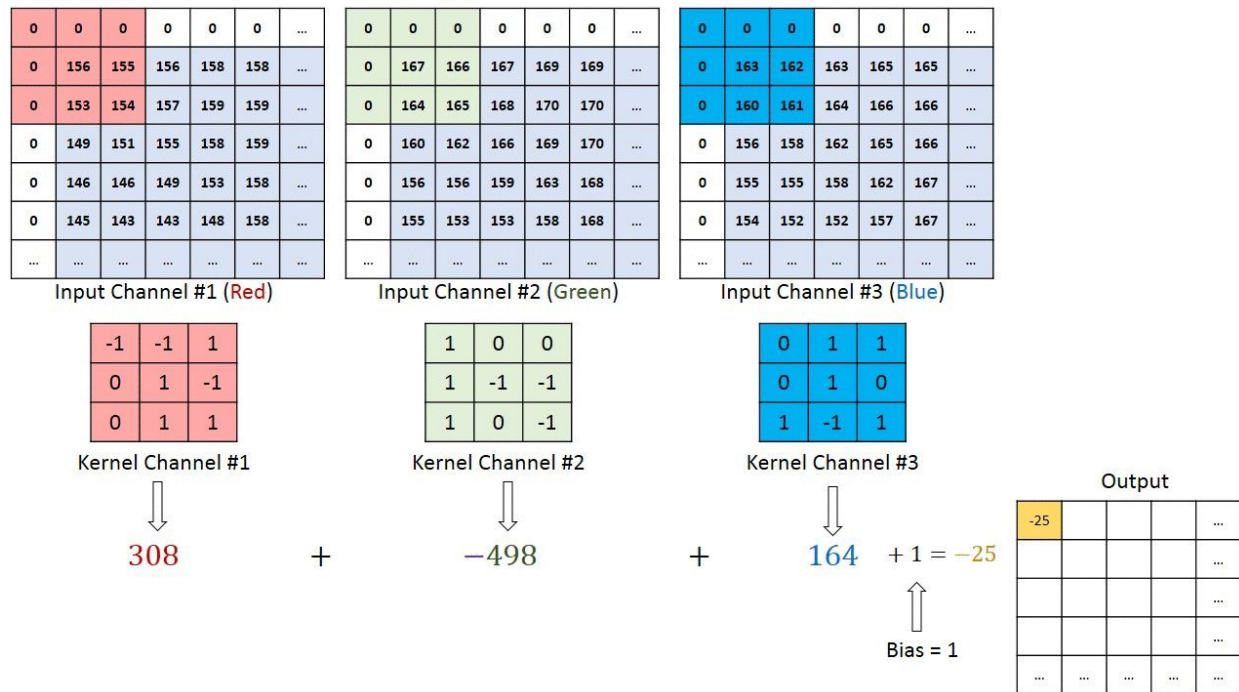 0 0 0 0 0 0 ... 0 0 0 0 0 0 ... 0 0 0 0 0 0 ...
0 156 155 156 158 158 ... 0 167 166 167 169 169 ... 0 163 162 163 165 165 ...
0 153 154 157 159 159 ... 0 164 165 168 170 170 ... 0 160 161 164 166 166 ...
0 149 151 155 158 159 ... 0 160 162 166 169 170 ... 0 156 158 162 165 166 ...
0 146 146 149 153 158 ... 0 156 156 159 163 168 ... 0 155 155 158 162 167 ...
0 145 143 143 148 158 ... 0 155 153 153 158 168 ... 0 154 152 152 157 167 ...
... ... ... ... ... ... ... ... ... ... ... ... ... ... ... ... ... ... ... ... ...
Input Channel #1 (Red) Input Channel #2 (Green) Input Channel #3 (Blue)
-1 -1 1 1 0 0 0 1 1
0 1 -1 1 -1 -1 0 1 0
0 1 1 1 0 -1 1 -1 1
Kernel Channel #1 Kernel Channel #2 Kernel Channel #3
308 + −498 + 164 + 1 = −25
Bias = 1
Output
-25 ...
...
...
...
... ... ... ... ...